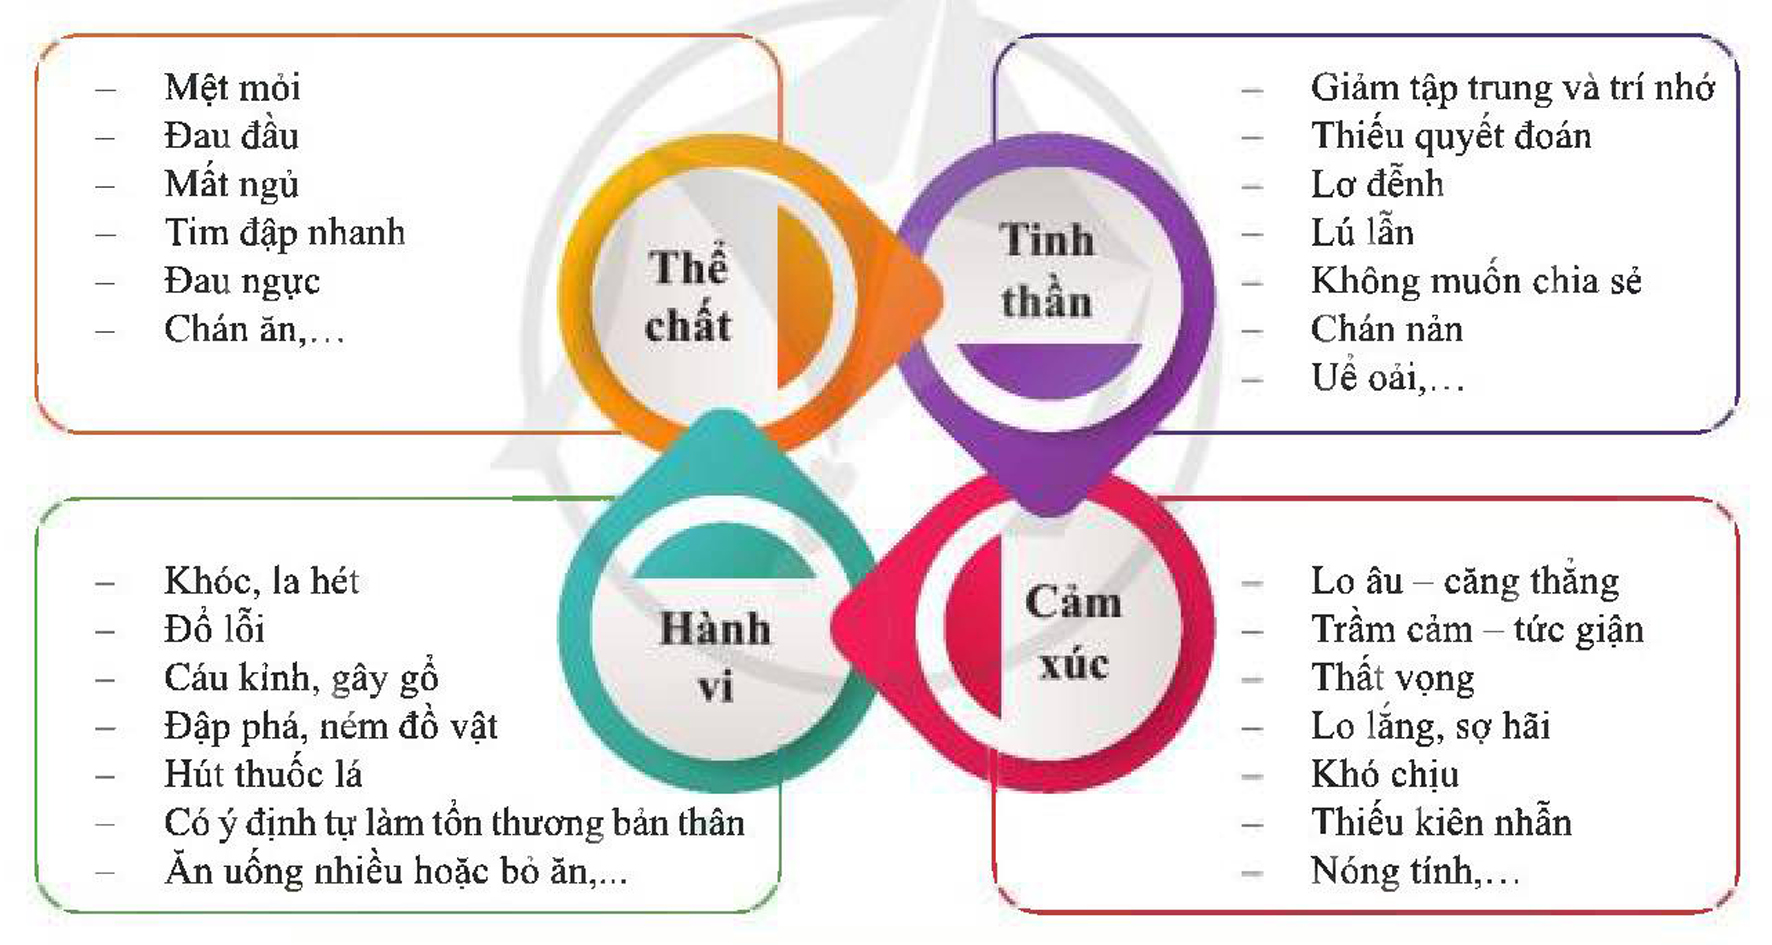 – Mệt mỏi
– Đau đầu
– Mất ngủ
– Tim đập nhanh
– Đau ngực
– Chán ăn,...
Thể
chất
Tinh
thần
– Giảm tập trung và trí nhớ
– Thiếu quyết đoán
– Lơ đễnh
– Lú lẫn
– Không muốn chia sẻ
– Chán nản
– Uể oải,...
– Khóc, la hét
– Đổ lỗi
– Cáu kỉnh, gây gổ
– Đập phá, ném đồ vật
– Hút thuốc lá
– Có ý định tự làm tổn thương bản thân
– Ăn uống nhiều hoặc bỏ ăn,...
Hành
vi
Cảm
xúc
– Lo âu – căng thẳng
– Trầm cảm – tức giận
– Thất vọng
– Lo lắng, sợ hãi
– Khó chịu
– Thiếu kiên nhẫn
– Nóng tính,...